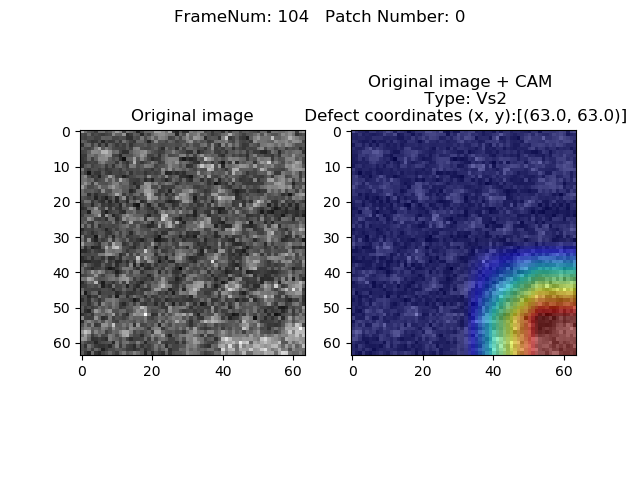 FrameNum: 104   Patch Number: 0
Original image
Original image + CAM
Type: Vs2
Defect coordinates (x, y):[(63.0, 63.0)]
0
10
20
30
40
50
60
0 20 40 60
0
10
20
30
40
50
60
0 20 40 60